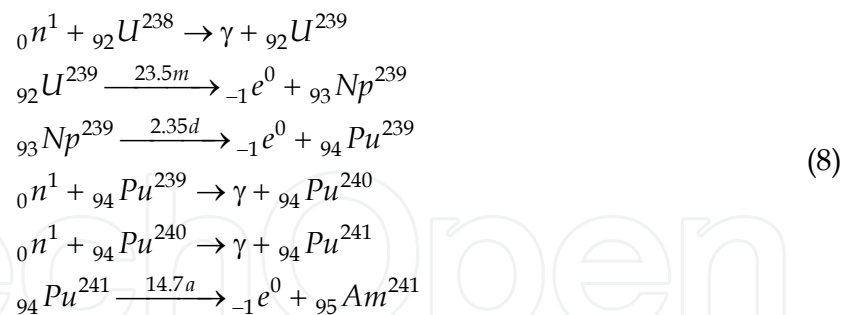 ₀n¹ + ₉₂U²³⁸ → γ + ₉₂U²³⁹
₉₂U²³⁹ —23.5m→ ₋₁e⁰ + ₉₃Np²³⁹
₉₃Np²³⁹ —2.35d→ ₋₁e⁰ + ₉₄Pu²³⁹
(8)
₀n¹ + ₉₄Pu²³⁹ → γ + ₉₄Pu²⁴⁰
₀n¹ + ₉₄Pu²⁴⁰ → γ + ₉₄Pu²⁴¹
₉₄Pu²⁴¹ —14.7a→ ₋₁e⁰ + ₉₅Am²⁴¹
echOpen